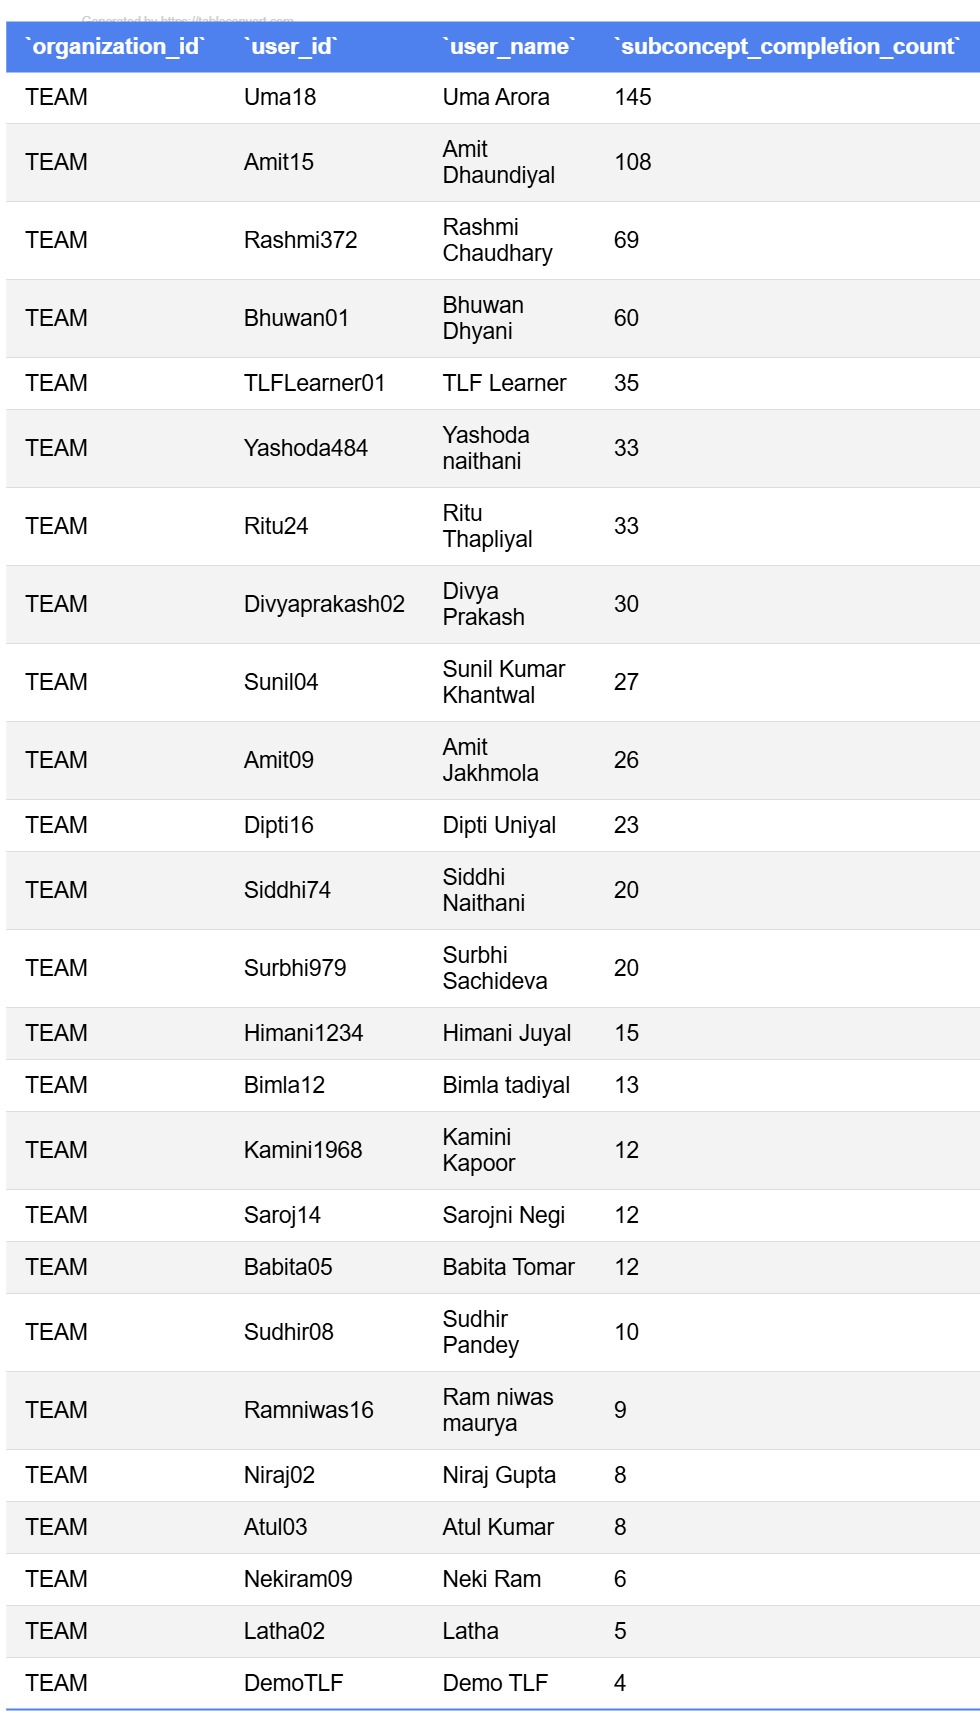 Generated by https://tableconvert.com
`organization_id` `user_id` `user_name` `subconcept_completion_count`
TEAM Uma18 Uma Arora 145
TEAM Amit15 Amit Dhaundiyal 108
TEAM Rashmi372 Rashmi Chaudhary 69
TEAM Bhuwan01 Bhuwan Dhyani 60
TEAM TLFLearner01 TLF Learner 35
TEAM Yashoda484 Yashoda naithani 33
TEAM Ritu24 Ritu Thapliyal 33
TEAM Divyaprakash02 Divya Prakash 30
TEAM Sunil04 Sunil Kumar Khantwal 27
TEAM Amit09 Amit Jakhmola 26
TEAM Dipti16 Dipti Uniyal 23
TEAM Siddhi74 Siddhi Naithani 20
TEAM Surbhi979 Surbhi Sachideva 20
TEAM Himani1234 Himani Juyal 15
TEAM Bimla12 Bimla tadiyal 13
TEAM Kamini1968 Kamini Kapoor 12
TEAM Saroj14 Sarojni Negi 12
TEAM Babita05 Babita Tomar 12
TEAM Sudhir08 Sudhir Pandey 10
TEAM Ramniwas16 Ram niwas maurya 9
TEAM Niraj02 Niraj Gupta 8
TEAM Atul03 Atul Kumar 8
TEAM Nekiram09 Neki Ram 6
TEAM Latha02 Latha 5
TEAM DemoTLF Demo TLF 4